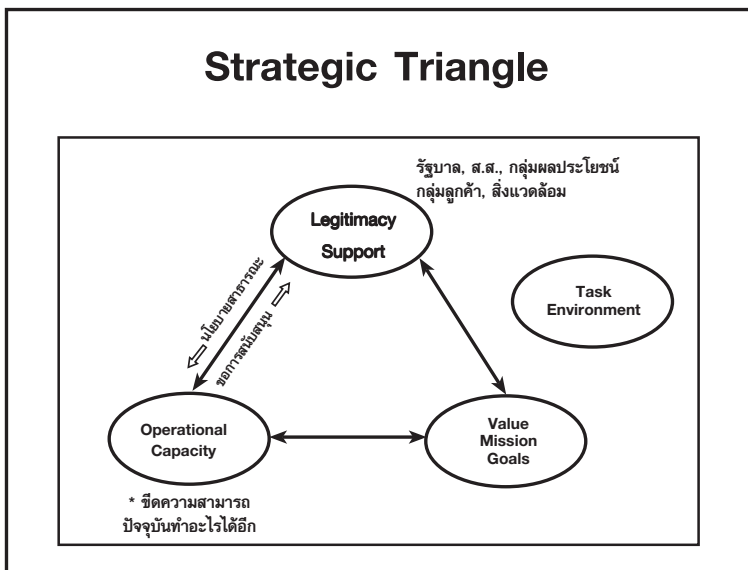 Strategic Triangle
รัฐบาล, ส.ส., กลุ่มผลประโยชน์
กลุ่มลูกค้า, สิ่งแวดล้อม
Legitimacy
Support
Task
Environment
นโยบายสาธารณะ
ขอการสนับสนุน
Operational
Capacity
Value
Mission
Goals
* ขีดความสามารถ
ปัจจุบันทำอะไรได้อีก